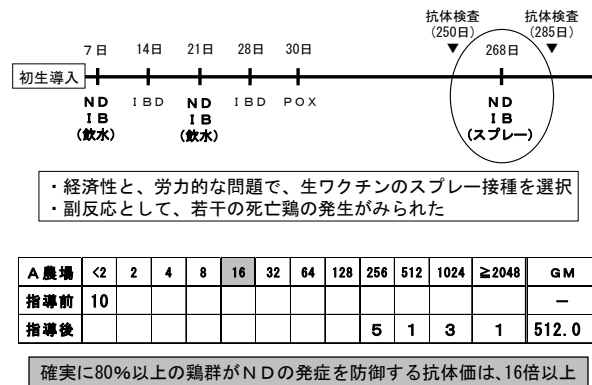 抗体検査 抗体検査
(250日) (285日)
▼ ▼
7日 14日 21日 28日 30日 268日
初生導入
ND IBD ND IBD POX ND
IB IB IB
(飲水) (飲水) (スプレー)
・経済性と、労力的な問題で、生ワクチンのスプレー接種を選択
・副反応として、若干の死亡鶏の発生がみられた
A農場 <2 2 4 8 16 32 64 128 256 512 1024 ≧2048 GM
指導前 10 －
指導後 5 1 3 1 512.0
確実に80%以上の鶏群がNDの発症を防御する抗体価は、16倍以上